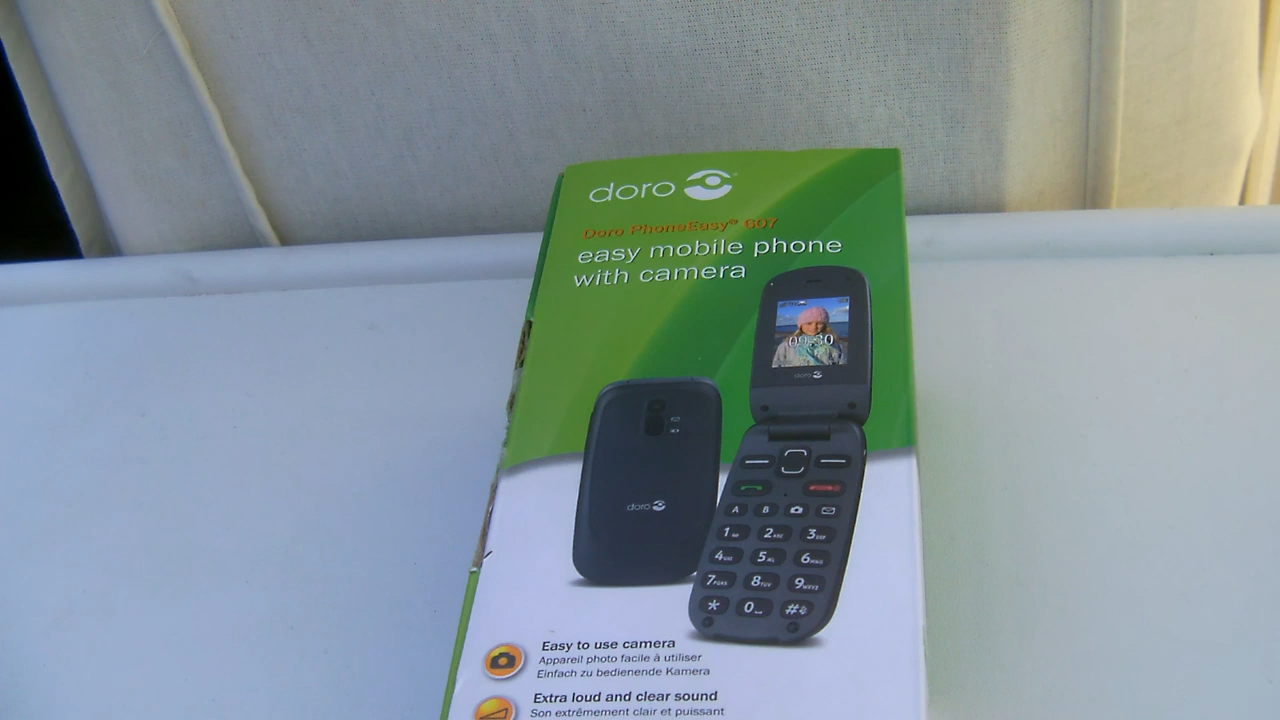 doro
Doro PhoneEasy® 607
easy mobile phone
with camera
09:30
doro
doro
A B
1 2ABC 3DEF
4GHI 5JKL 6MNO
7PQRS 8TUV 9WXYZ
* 0 #
Easy to use camera
Appareil photo facile à utiliser
Einfach zu bedienende Kamera
Extra loud and clear sound
Son extrêmement clair et puissant